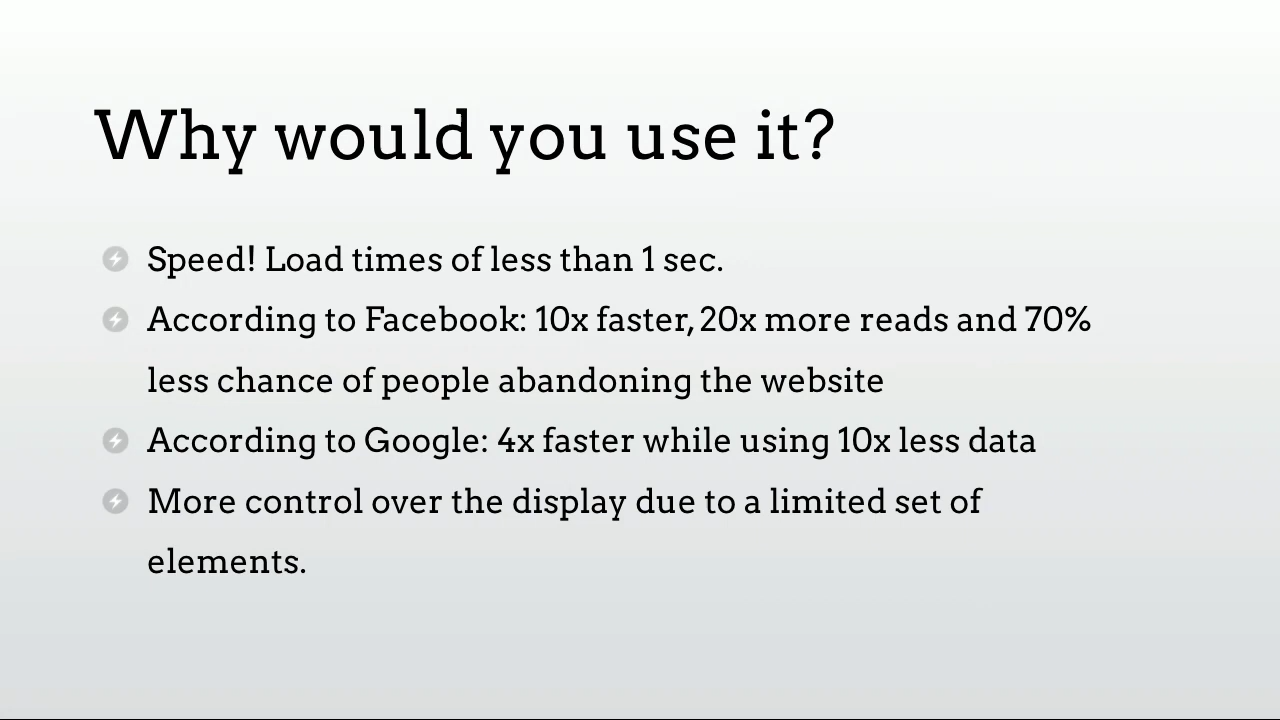 Why would you use it?
Speed! Load times of less than 1 sec.
According to Facebook: 10x faster, 20x more reads and 70%
less chance of people abandoning the website
According to Google: 4x faster while using 10x less data
More control over the display due to a limited set of
elements.